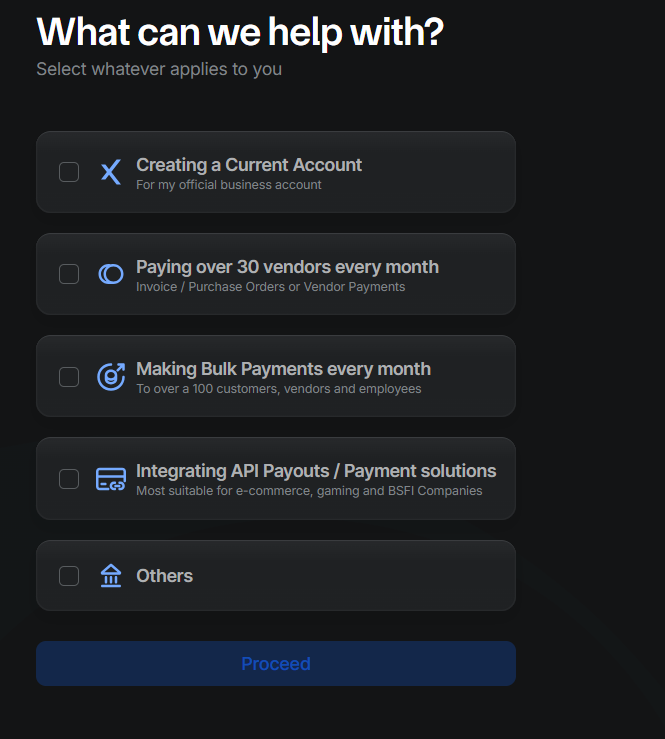 What can we help with?
Select whatever applies to you
Creating a Current Account
For my official business account
Paying over 30 vendors every month
Invoice / Purchase Orders or Vendor Payments
Making Bulk Payments every month
To over a 100 customers, vendors and employees
Integrating API Payouts / Payment solutions
Most suitable for e-commerce, gaming and BSFI Companies
Others
Proceed